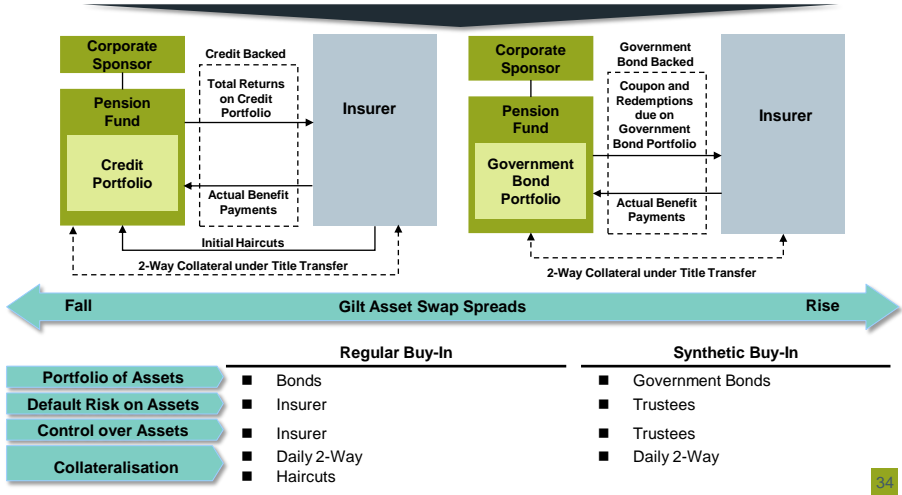 Corporate
Sponsor
Pension
Fund
Credit
Portfolio
Credit Backed
Total Returns
on Credit
Portfolio
Actual Benefit
Payments
Insurer
Initial Haircuts
2-Way Collateral under Title Transfer
Corporate
Sponsor
Pension
Fund
Government
Bond
Portfolio
Government
Bond Backed
Coupon and
Redemptions
due on
Government
Bond Portfolio
Actual Benefit
Payments
Insurer
2-Way Collateral under Title Transfer
Fall Gilt Asset Swap Spreads Rise
Regular Buy-In Synthetic Buy-In
Portfolio of Assets ■ Bonds ■ Government Bonds
Default Risk on Assets ■ Insurer ■ Trustees
Control over Assets ■ Insurer ■ Trustees
Collateralisation ■ Daily 2-Way ■ Daily 2-Way
■ Haircuts
34